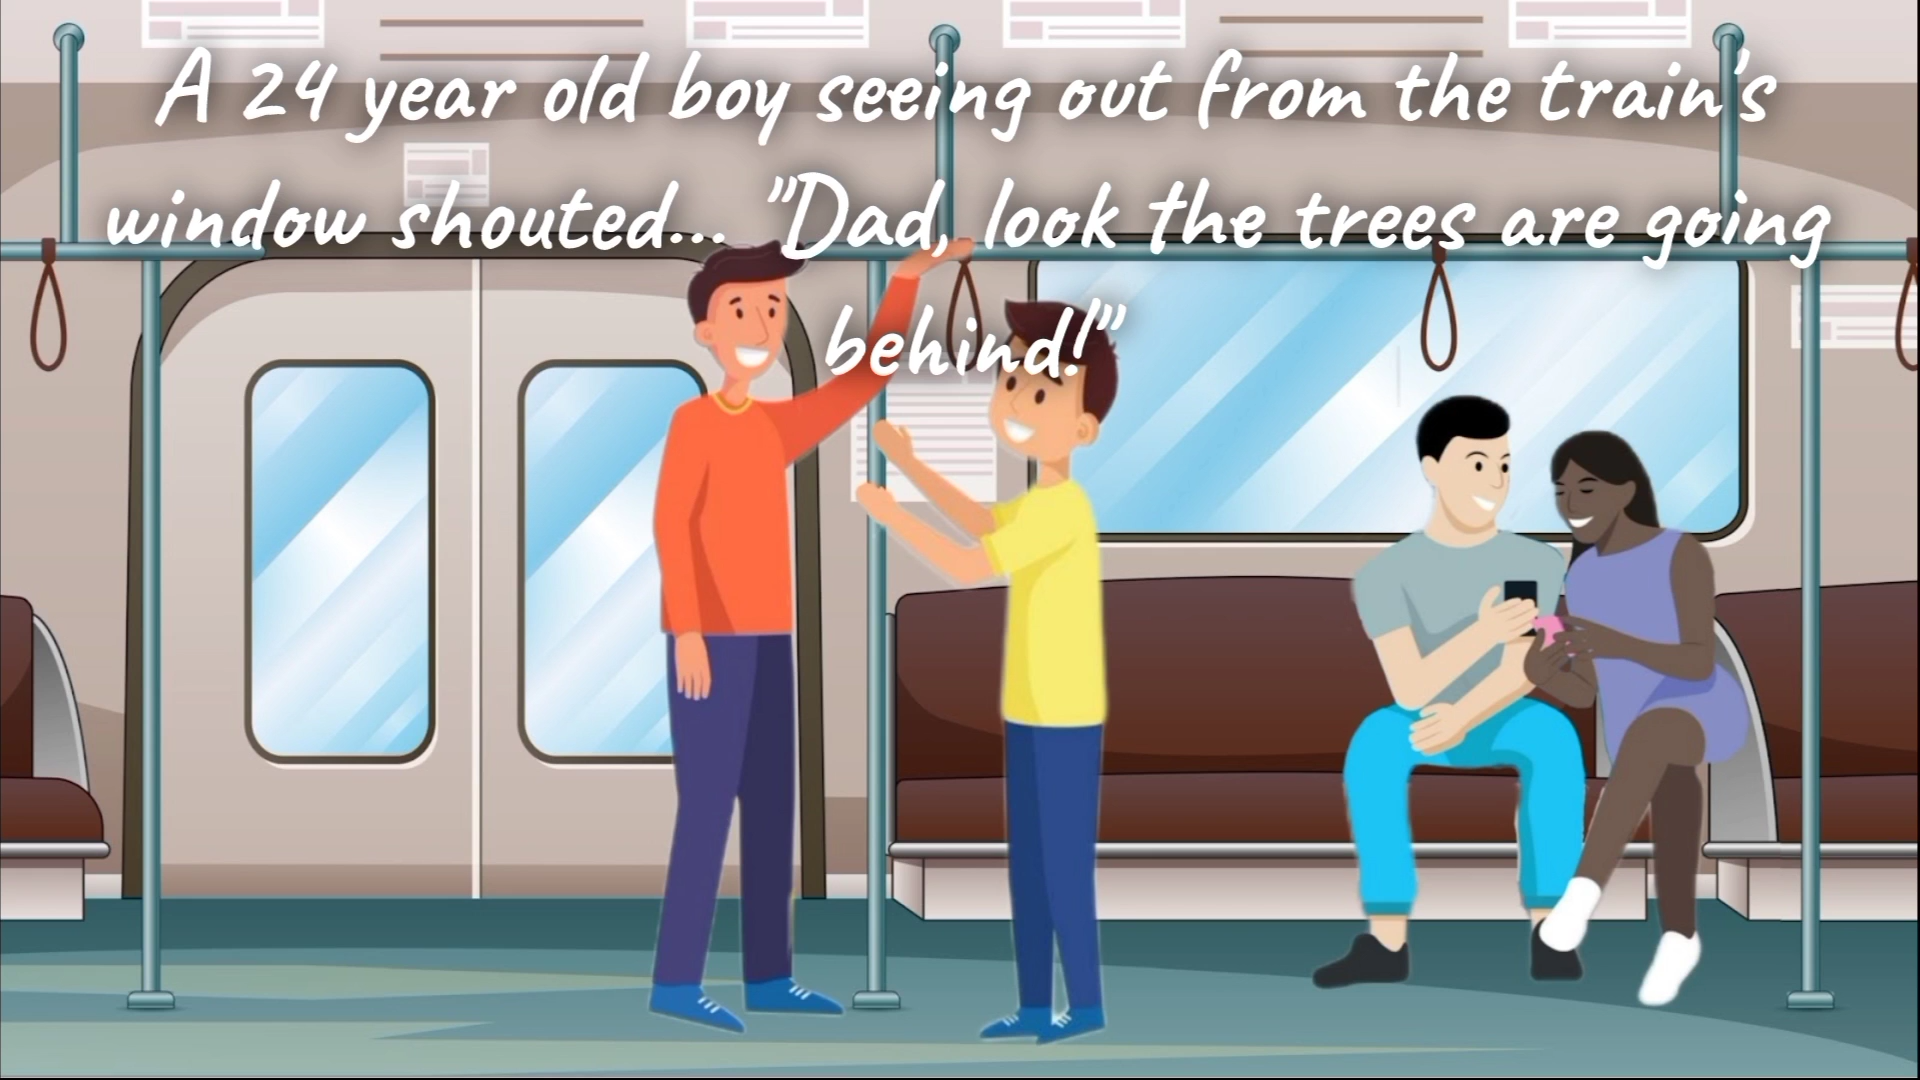 A 24 year old boy seeing out from the train's
window shouted... "Dad, look the trees are going
behind!"